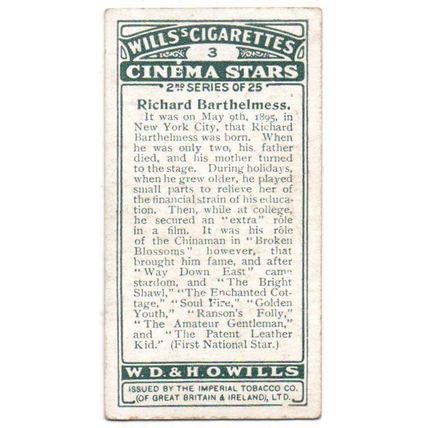 WILLS'S CIGARETTES
3
CINÉMA STARS
2ND SERIES OF 25
Richard Barthelmess.
It was on May 9th, 1895, in
New York City, that Richard
Barthelmess was born. When
he was only two, his father
died, and his mother turned
to the stage. During holidays,
when he grew older, he played
small parts to relieve her of
the financial strain of his educa-
tion. Then, while at college,
he secured an "extra" rôle
in a film. It was his rôle
of the Chinaman in "Broken
Blossoms" however, that
brought him fame, and after
"Way Down East" came
stardom, and "The Bright
Shawl," "The Enchanted Cot-
tage," "Soul Fire," "Golden
Youth," "Ranson's Folly,"
"The Amateur Gentleman,"
and "The Patent Leather
Kid." (First National Star.)
W.D. & H.O. WILLS
ISSUED BY THE IMPERIAL TOBACCO CO.
(OF GREAT BRITAIN & IRELAND), LTD.